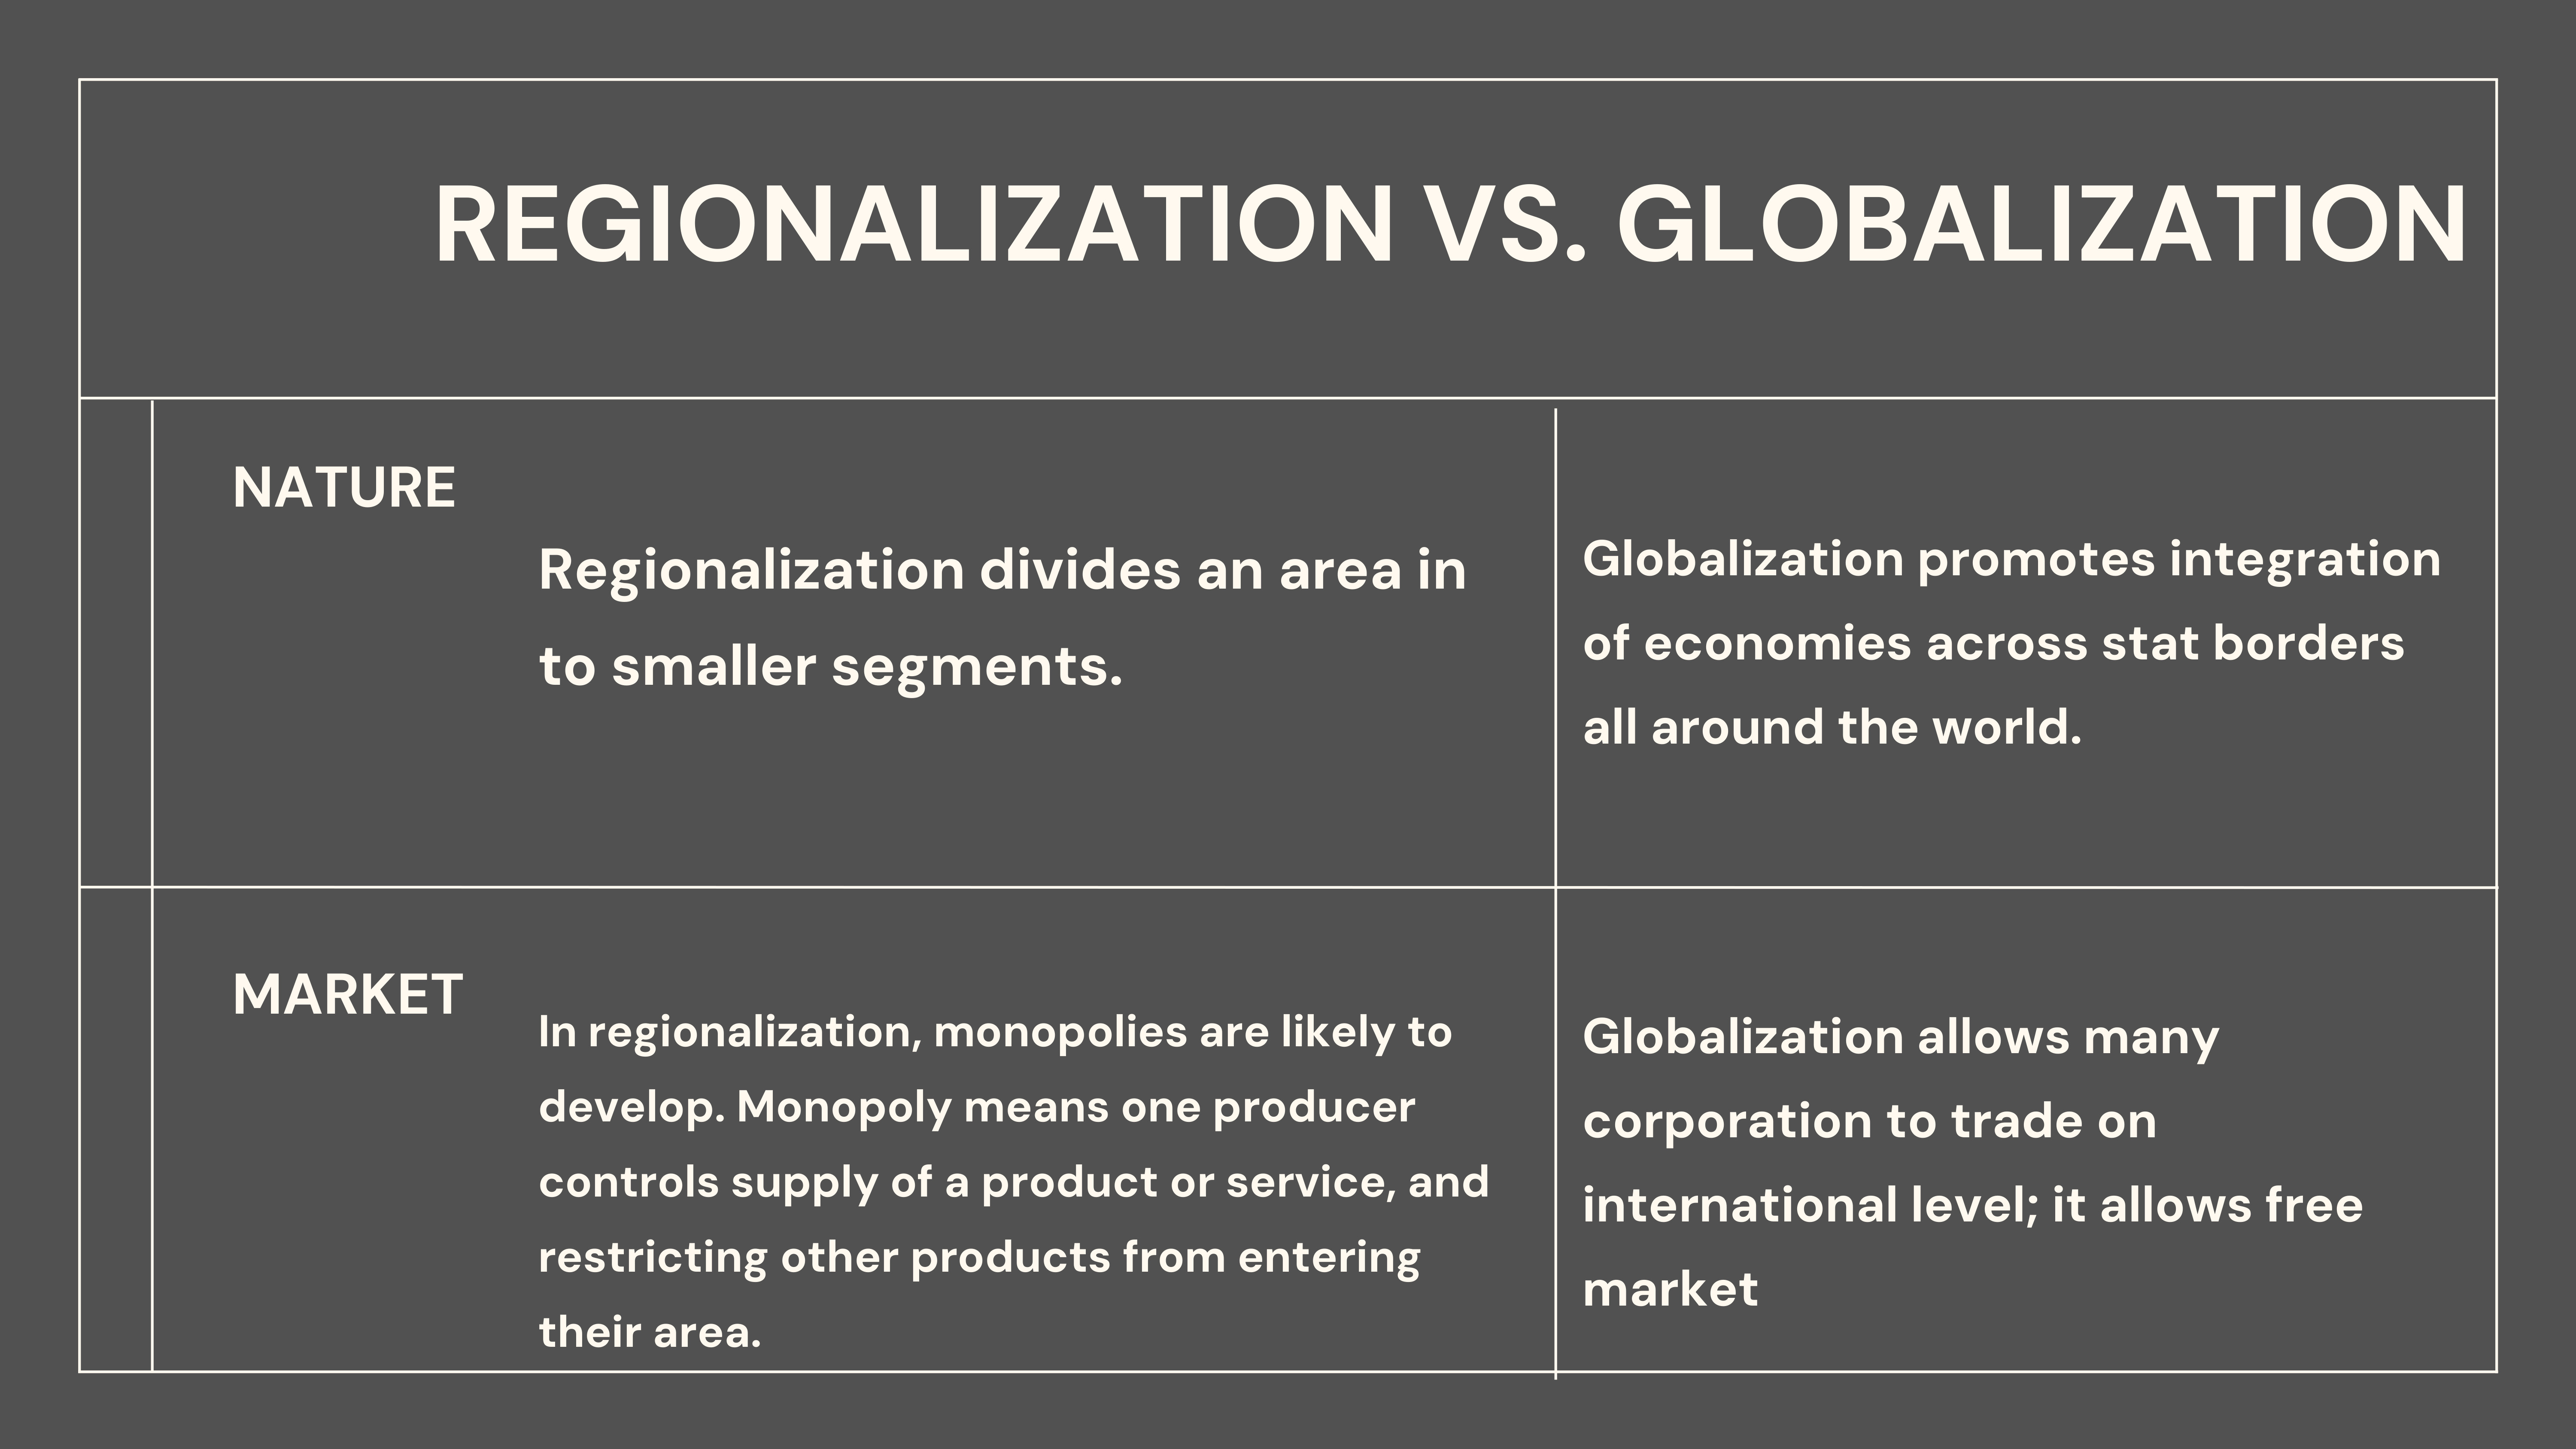 REGIONALIZATION VS. GLOBALIZATION
NATURE
Regionalization divides an area in
to smaller segments.
Globalization promotes integration
of economies across stat borders
all around the world.
MARKET
In regionalization, monopolies are likely to
develop. Monopoly means one producer
controls supply of a product or service, and
restricting other products from entering
their area.
Globalization allows many
corporation to trade on
international level; it allows free
market